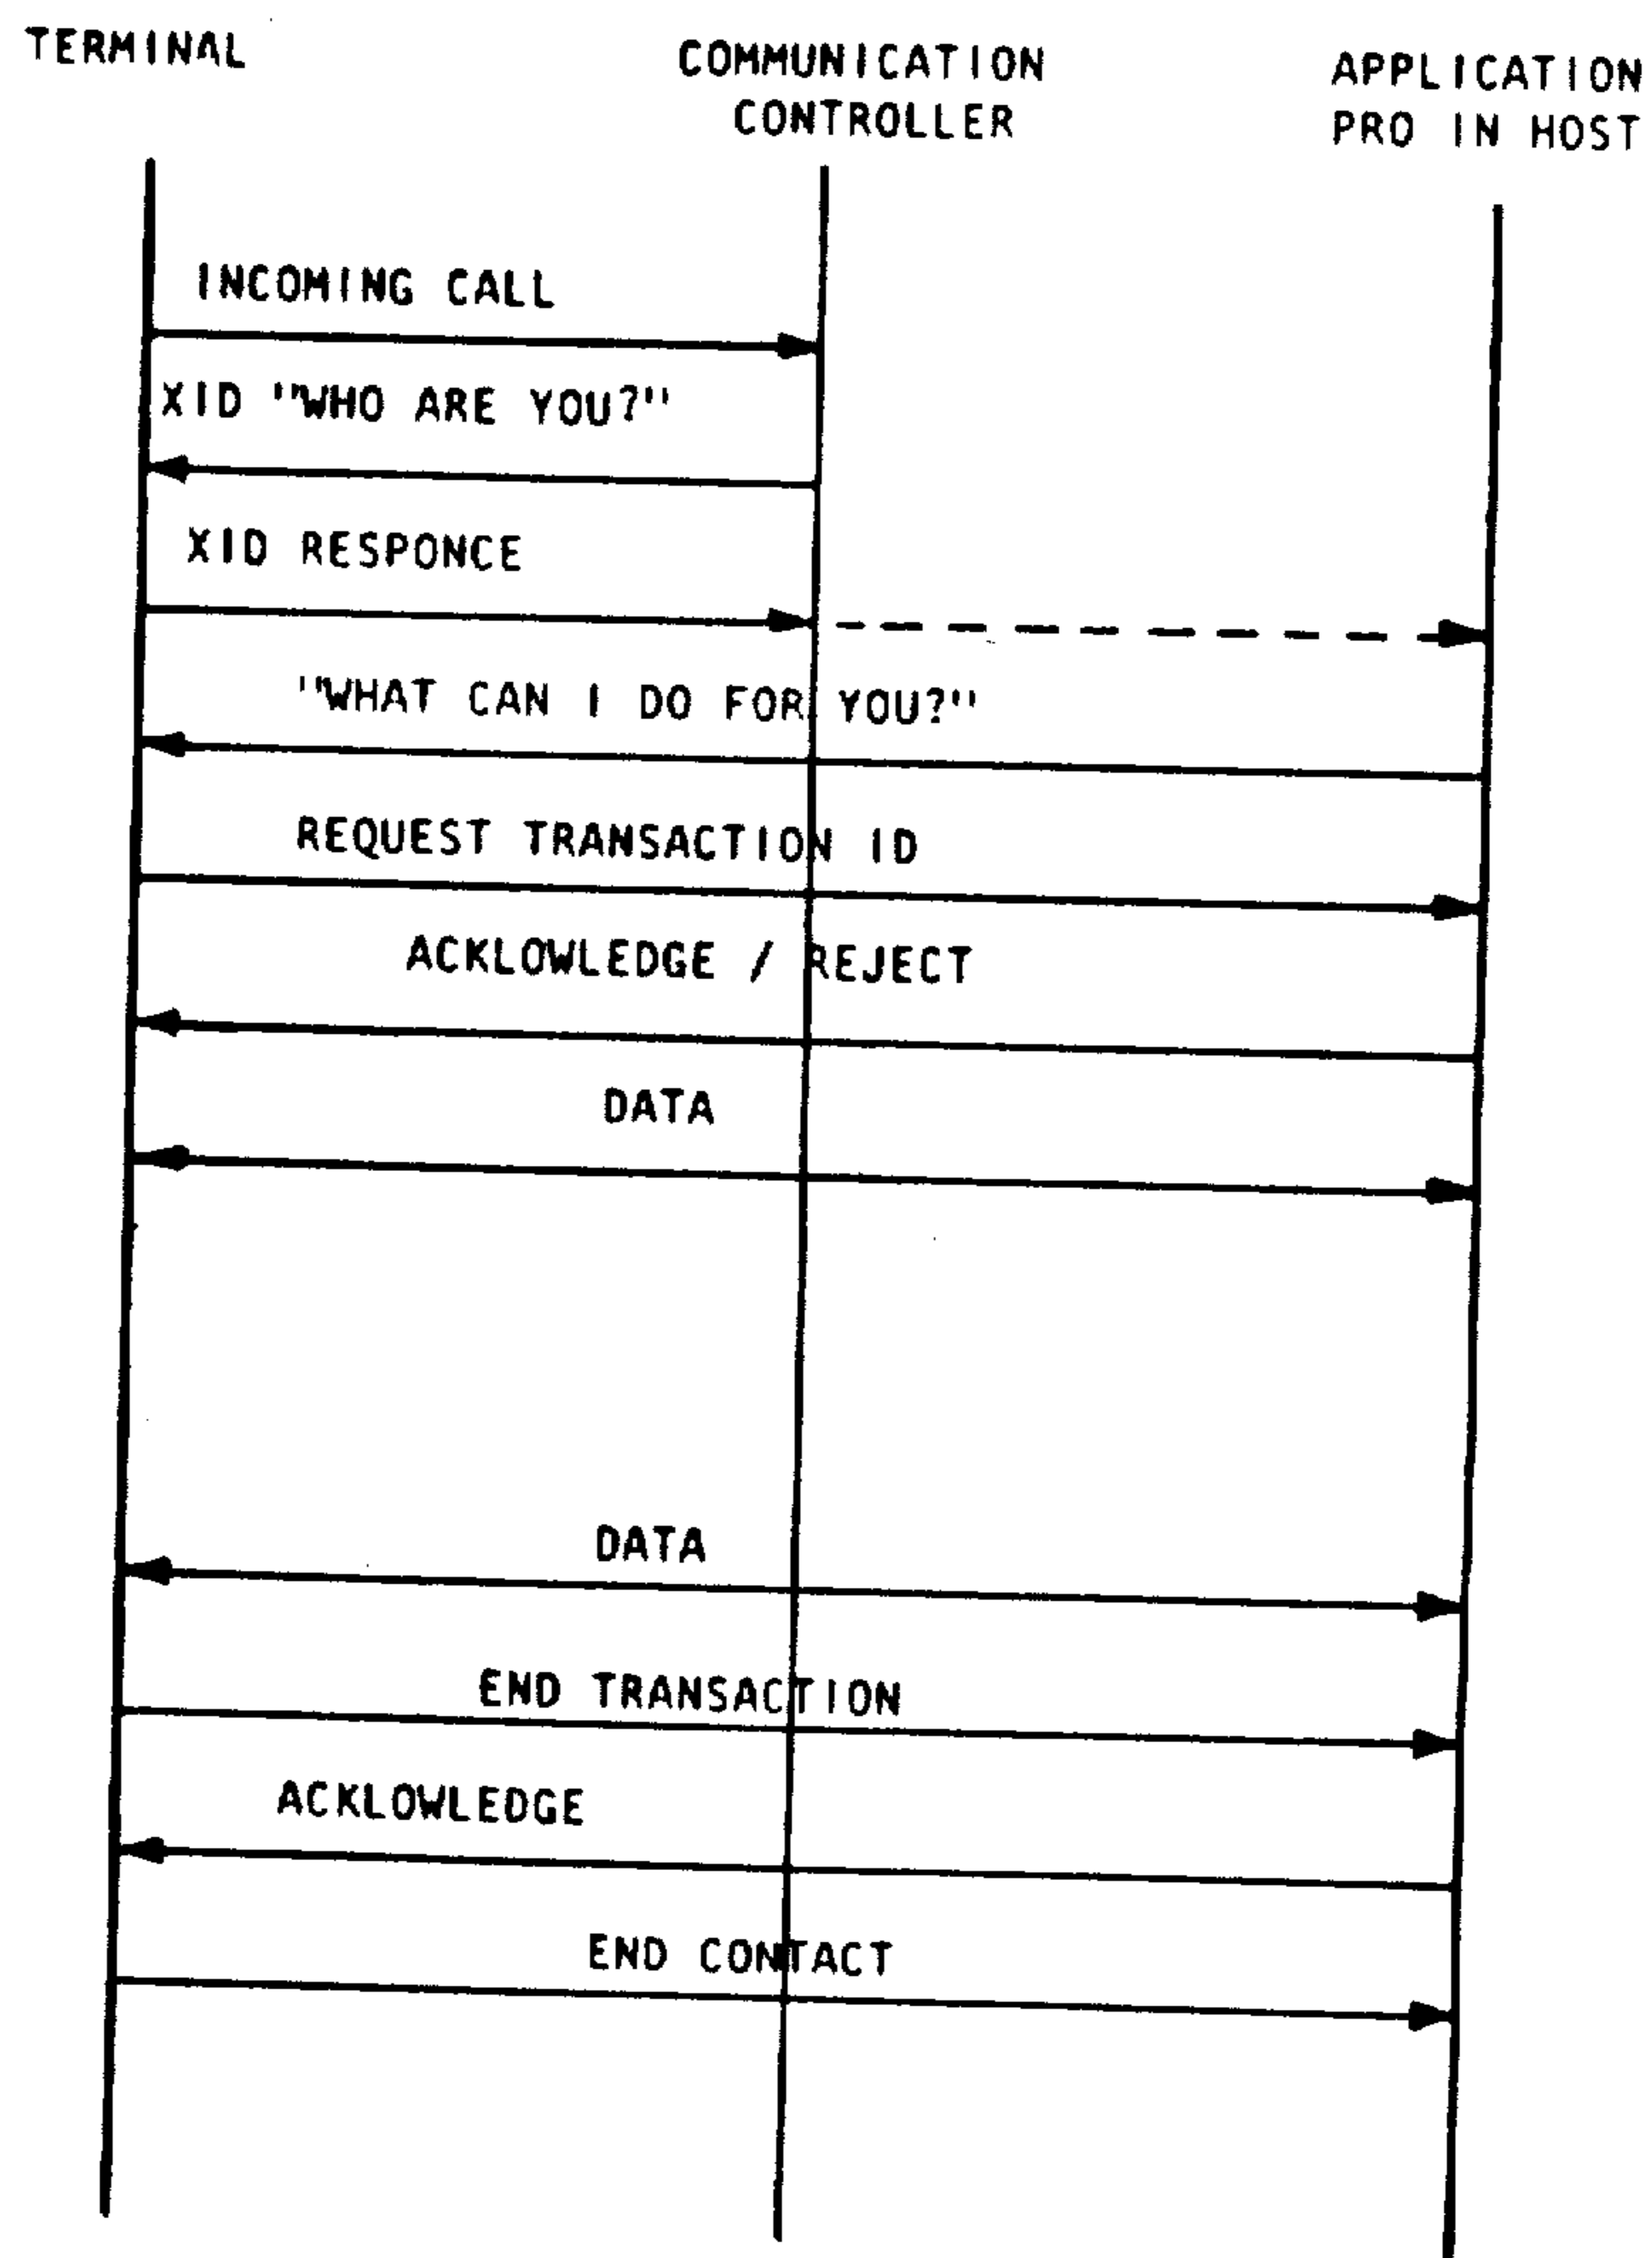 TERMINAL
COMMUNICATION
CONTROLLER
APPLICATION
PRO IN HOST
INCOMING CALL
XID "WHO ARE YOU?"
XID RESPONCE
"WHAT CAN I DO FOR YOU?"
REQUEST TRANSACTION ID
ACKLOWLEDGE / REJECT
DATA
DATA
END TRANSACTION
ACKLOWLEDGE
END CONTACT